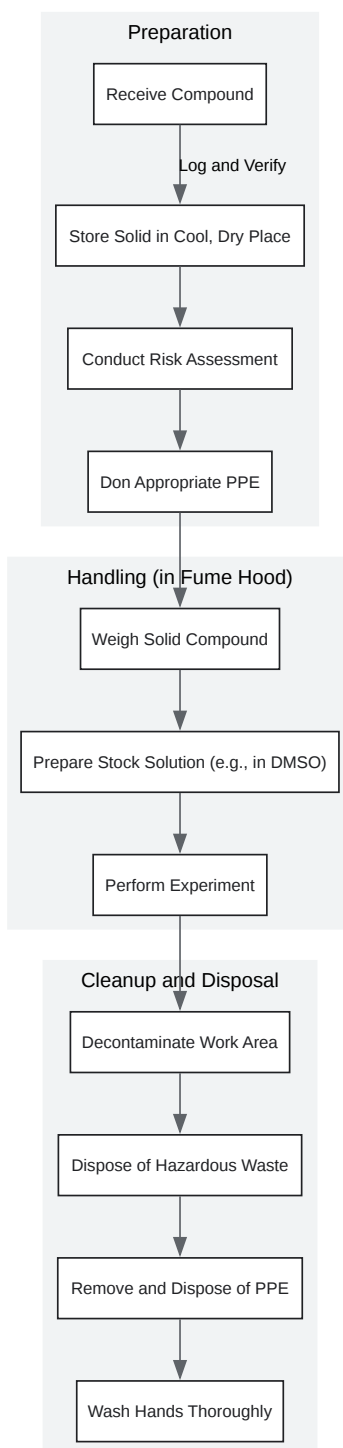 Preparation
Receive Compound
Log and Verify
Store Solid in Cool, Dry Place
Conduct Risk Assessment
Don Appropriate PPE
Handling (in Fume Hood)
Weigh Solid Compound
Prepare Stock Solution (e.g., in DMSO)
Perform Experiment
Cleanup and Disposal
Decontaminate Work Area
Dispose of Hazardous Waste
Remove and Dispose of PPE
Wash Hands Thoroughly